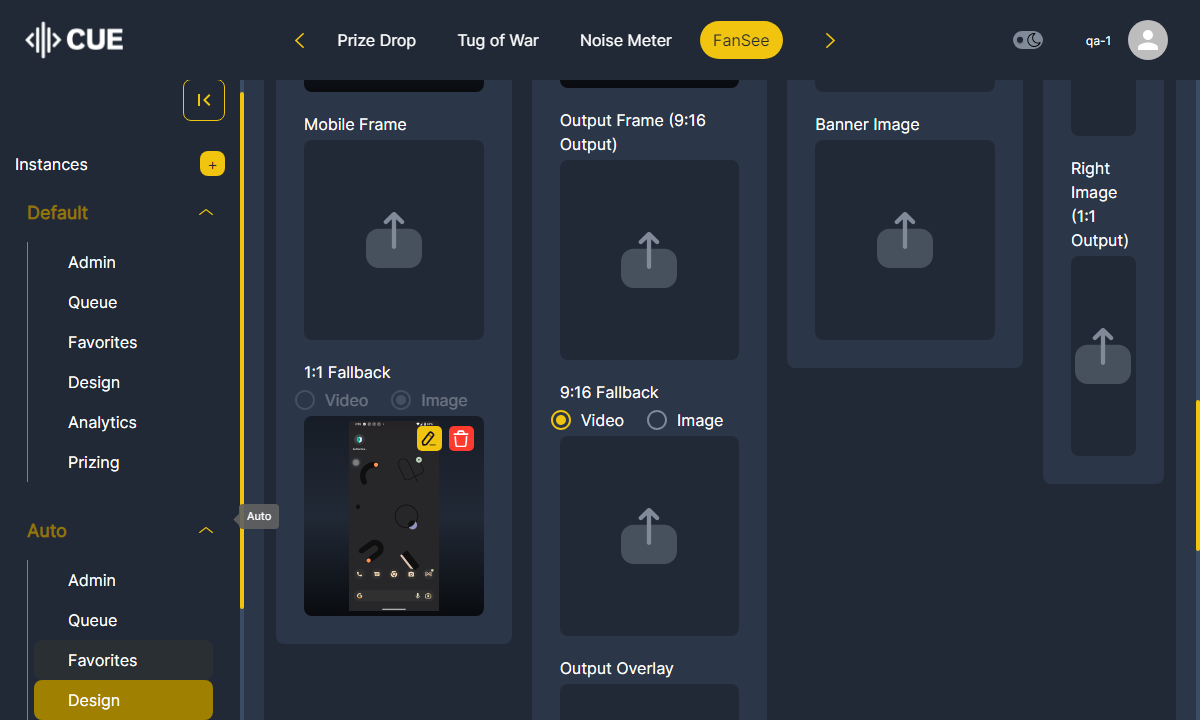 CUE
Prize Drop
Tug of War
Noise Meter
FanSee
qa-1
Instances
+
Default
Admin
Queue
Favorites
Design
Analytics
Prizing
Auto
Auto
Admin
Queue
Favorites
Design
Mobile Frame
1:1 Fallback
Video
Image
Output Frame (9:16
Output)
9:16 Fallback
Video
Image
Output Overlay
Banner Image
Right
Image
(1:1
Output)